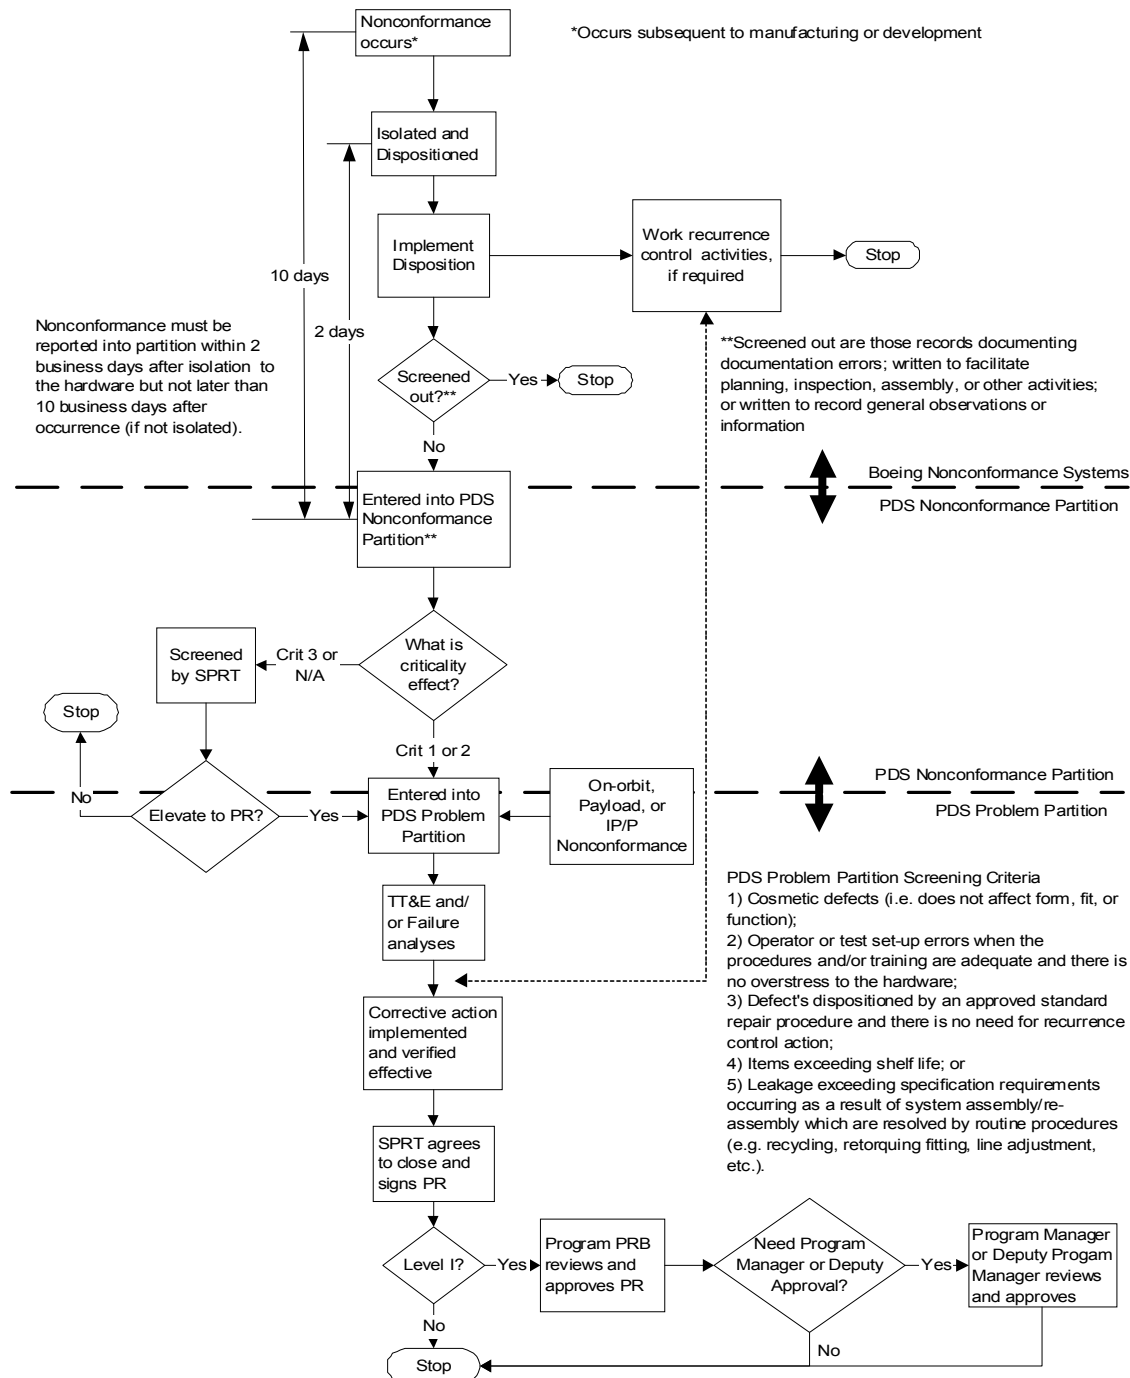 Nonconformance
occurs*
*Occurs subsequent to manufacturing or development
Isolated and
Dispositioned
Implement
Disposition
Work recurrence
control activities,
if required
Stop
10 days
2 days
Nonconformance must be
reported into partition within 2
business days after isolation to
the hardware but not later than
10 business days after
occurrence (if not isolated).
**Screened out are those records documenting
documentation errors; written to facilitate
planning, inspection, assembly, or other activities;
or written to record general observations or
information
Screened
out?**
Yes
Stop
No
Boeing Nonconformance Systems
PDS Nonconformance Partition
Entered into PDS
Nonconformance
Partition**
What is
criticality
effect?
Crit 3 or
N/A
Screened
by SPRT
Stop
Crit 1 or 2
PDS Nonconformance Partition
PDS Problem Partition
No
Elevate to PR?
Yes
Entered into
PDS Problem
Partition
On-orbit,
Payload, or
IP/P
Nonconformance
TT&E and/
or Failure
analyses
PDS Problem Partition Screening Criteria
1) Cosmetic defects (i.e. does not affect form, fit, or
function);
2) Operator or test set-up errors when the
procedures and/or training are adequate and there is
no overstress to the hardware;
3) Defect's dispositioned by an approved standard
repair procedure and there is no need for recurrence
control action;
4) Items exceeding shelf life; or
5) Leakage exceeding specification requirements
occurring as a result of system assembly/re-
assembly which are resolved by routine procedures
(e.g. recycling, retorquing fitting, line adjustment,
etc.).
Corrective action
implemented
and verified
effective
SPRT agrees
to close and
signs PR
Level I?
Yes
Program PRB
reviews and
approves PR
Need Program
Manager or Deputy
Approval?
Yes
Program Manager
or Deputy Progam
Manager reviews
and approves
No
No
Stop